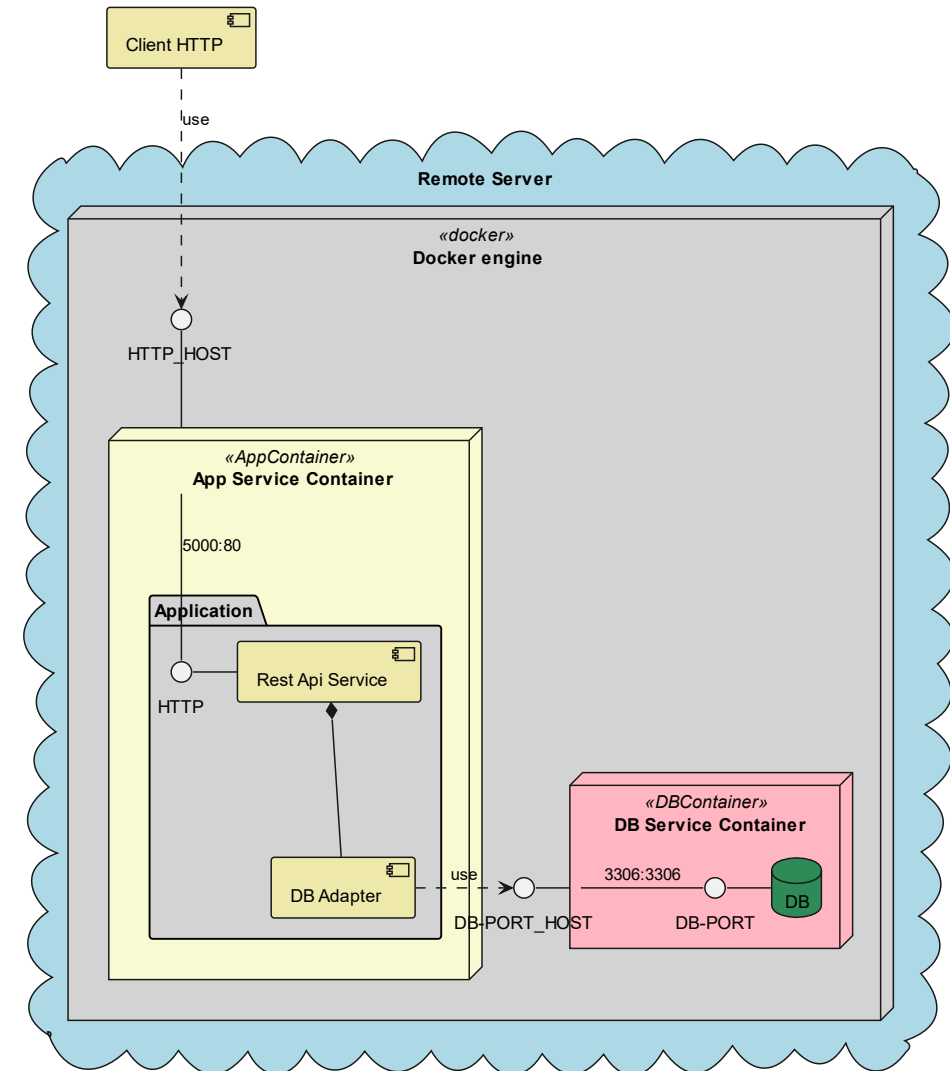 Client HTTP
use
Remote Server
«docker»
Docker engine
HTTP_HOST
«AppContainer»
App Service Container
5000:80
Application
Rest Api Service
HTTP
«DBContainer»
DB Service Container
DB Adapter
use
DB-PORT_HOST
3306:3306
DB-PORT
DB